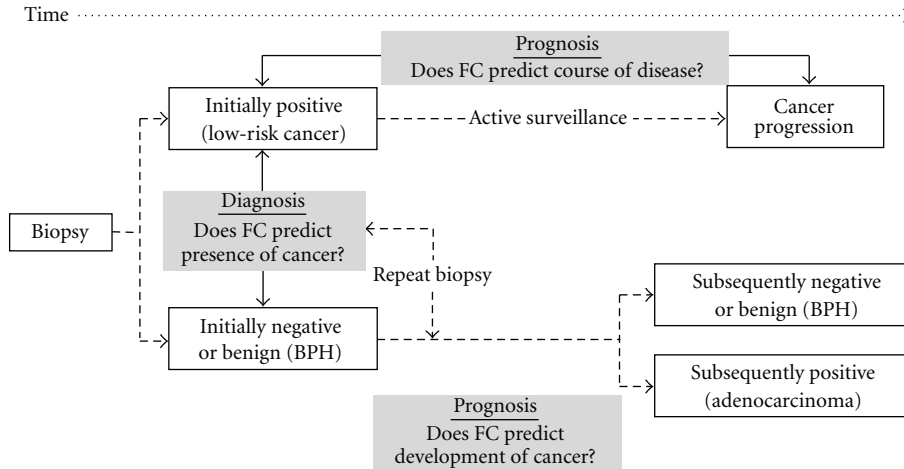 Time
Prognosis
Does FC predict course of disease?
Initially positive
(low-risk cancer)
Active surveillance
Cancer
progression
Diagnosis
Does FC predict
presence of cancer?
Biopsy
Repeat biopsy
Subsequently negative
or benign (BPH)
Initially negative
or benign (BPH)
Subsequently positive
(adenocarcinoma)
Prognosis
Does FC predict
development of cancer?